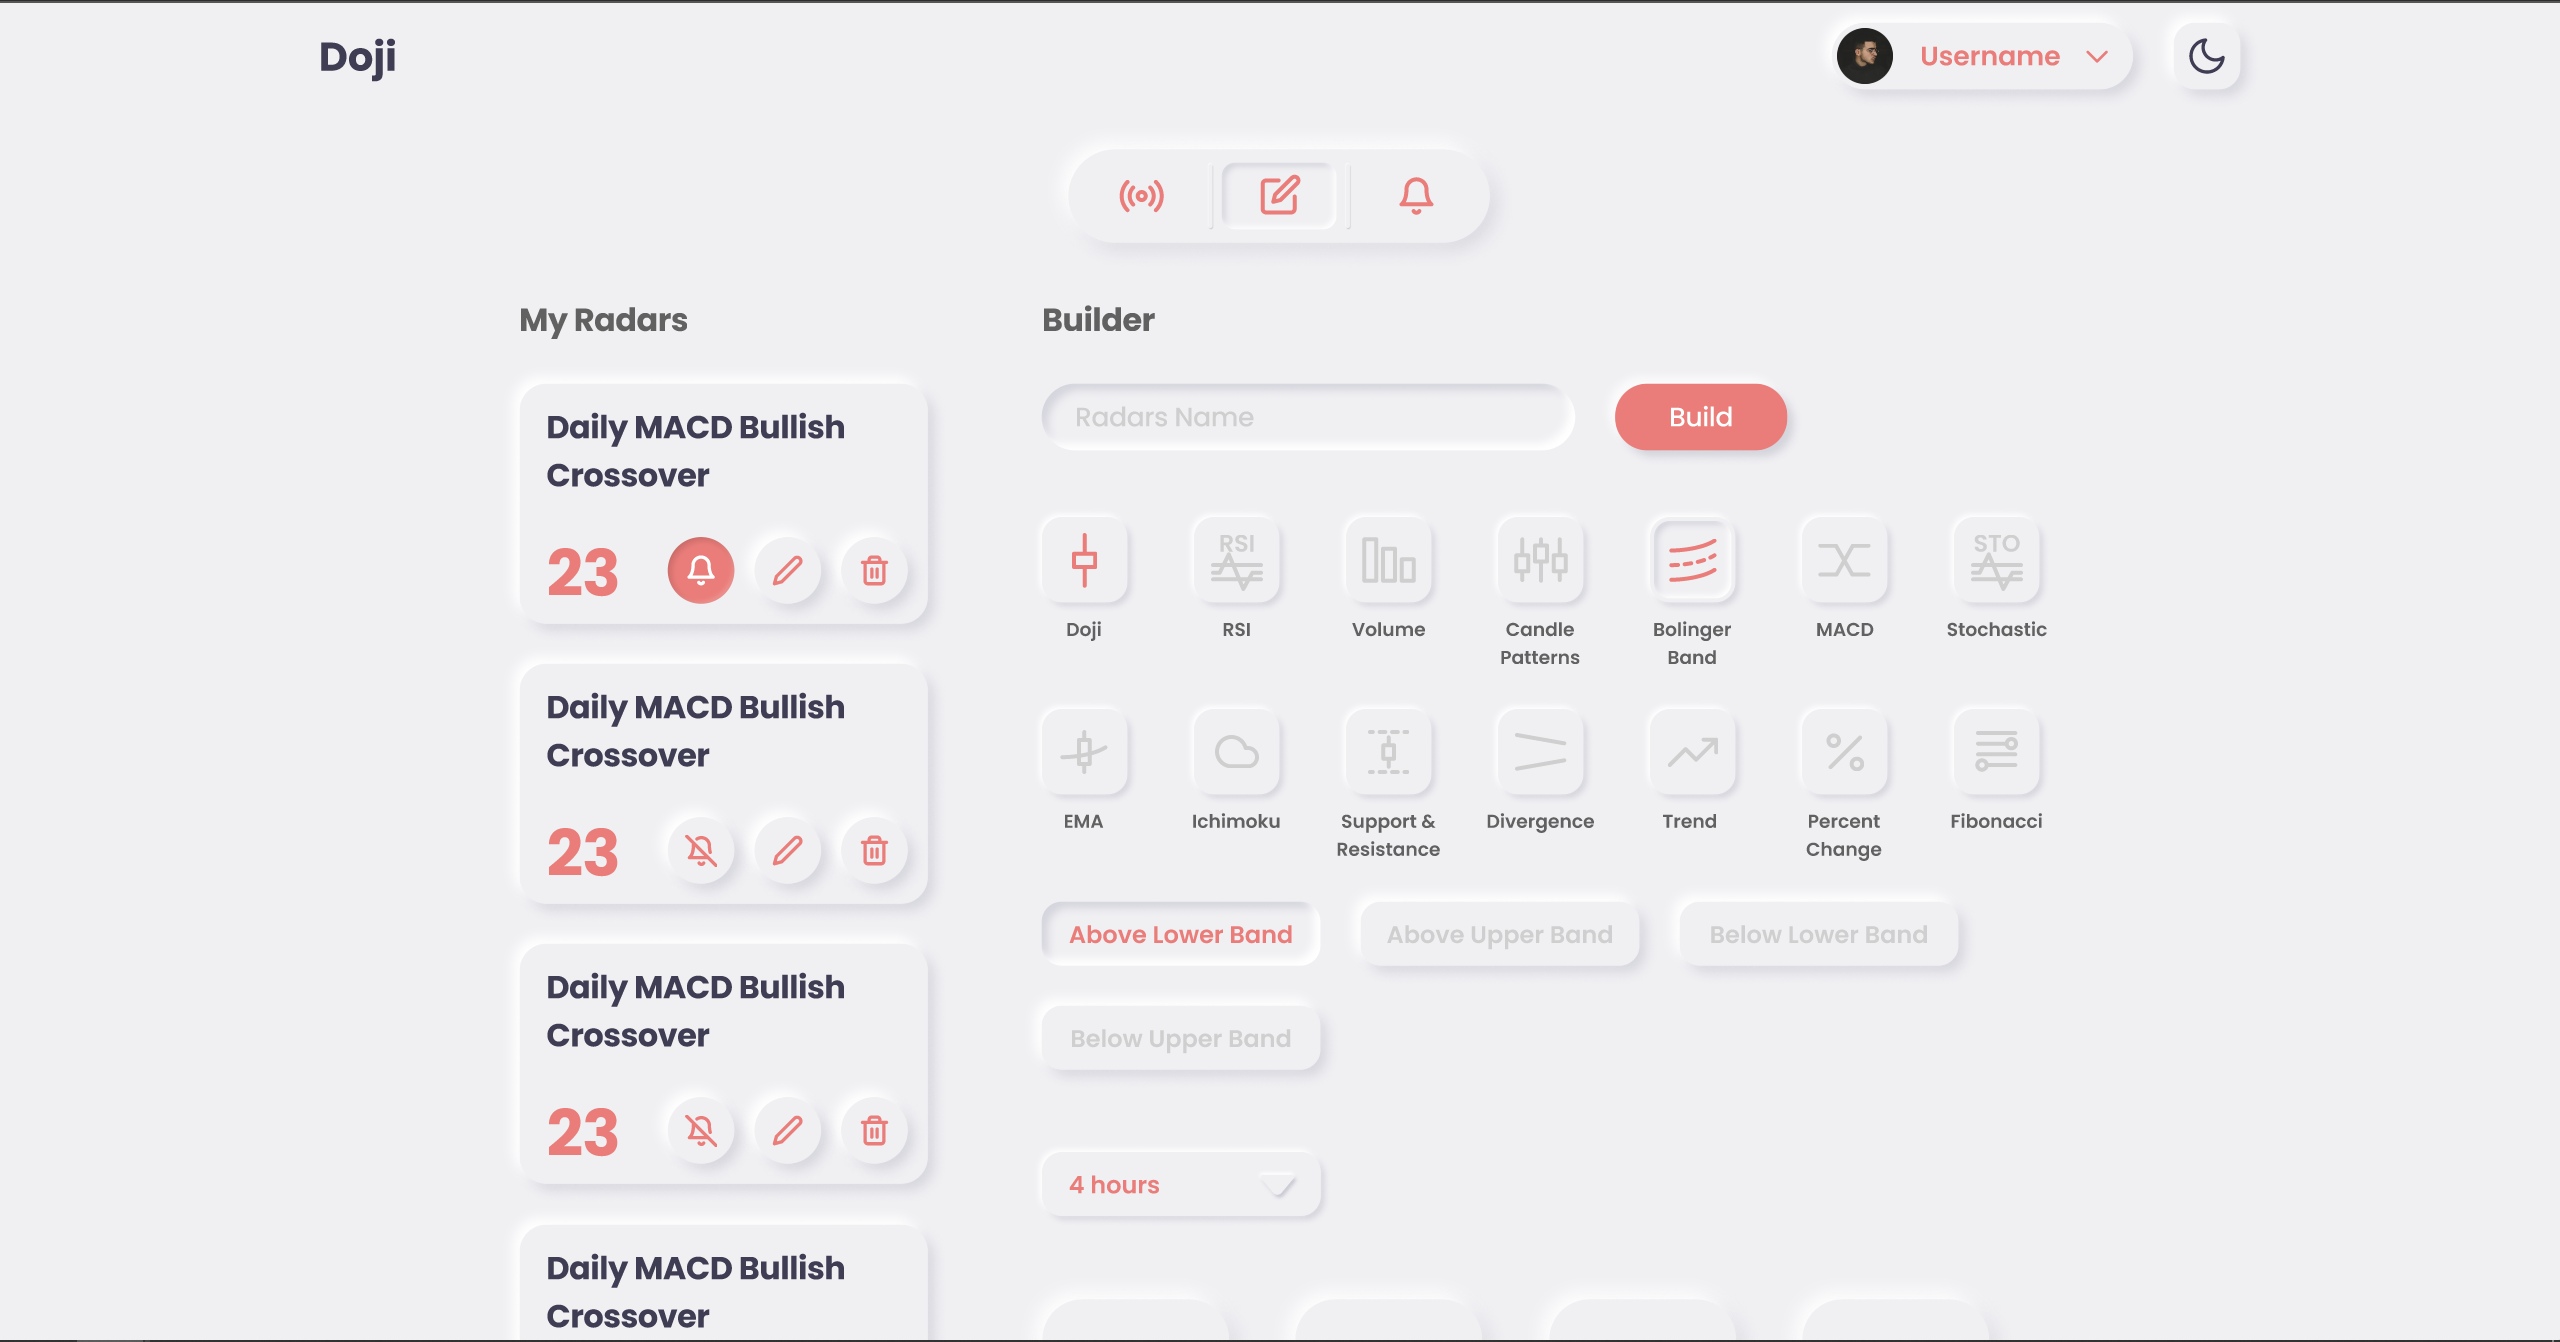 Doji
Username
My Radars
Daily MACD Bullish
Crossover
23
Daily MACD Bullish
Crossover
23
Daily MACD Bullish
Crossover
23
Daily MACD Bullish
Crossover
Builder
Radars Name
Build
RSI
STO
Doji
RSI
Volume
Candle
Patterns
Bolinger
Band
MACD
Stochastic
EMA
Ichimoku
Support &
Resistance
Divergence
Trend
Percent
Change
Fibonacci
Above Lower Band
Above Upper Band
Below Lower Band
Below Upper Band
4 hours